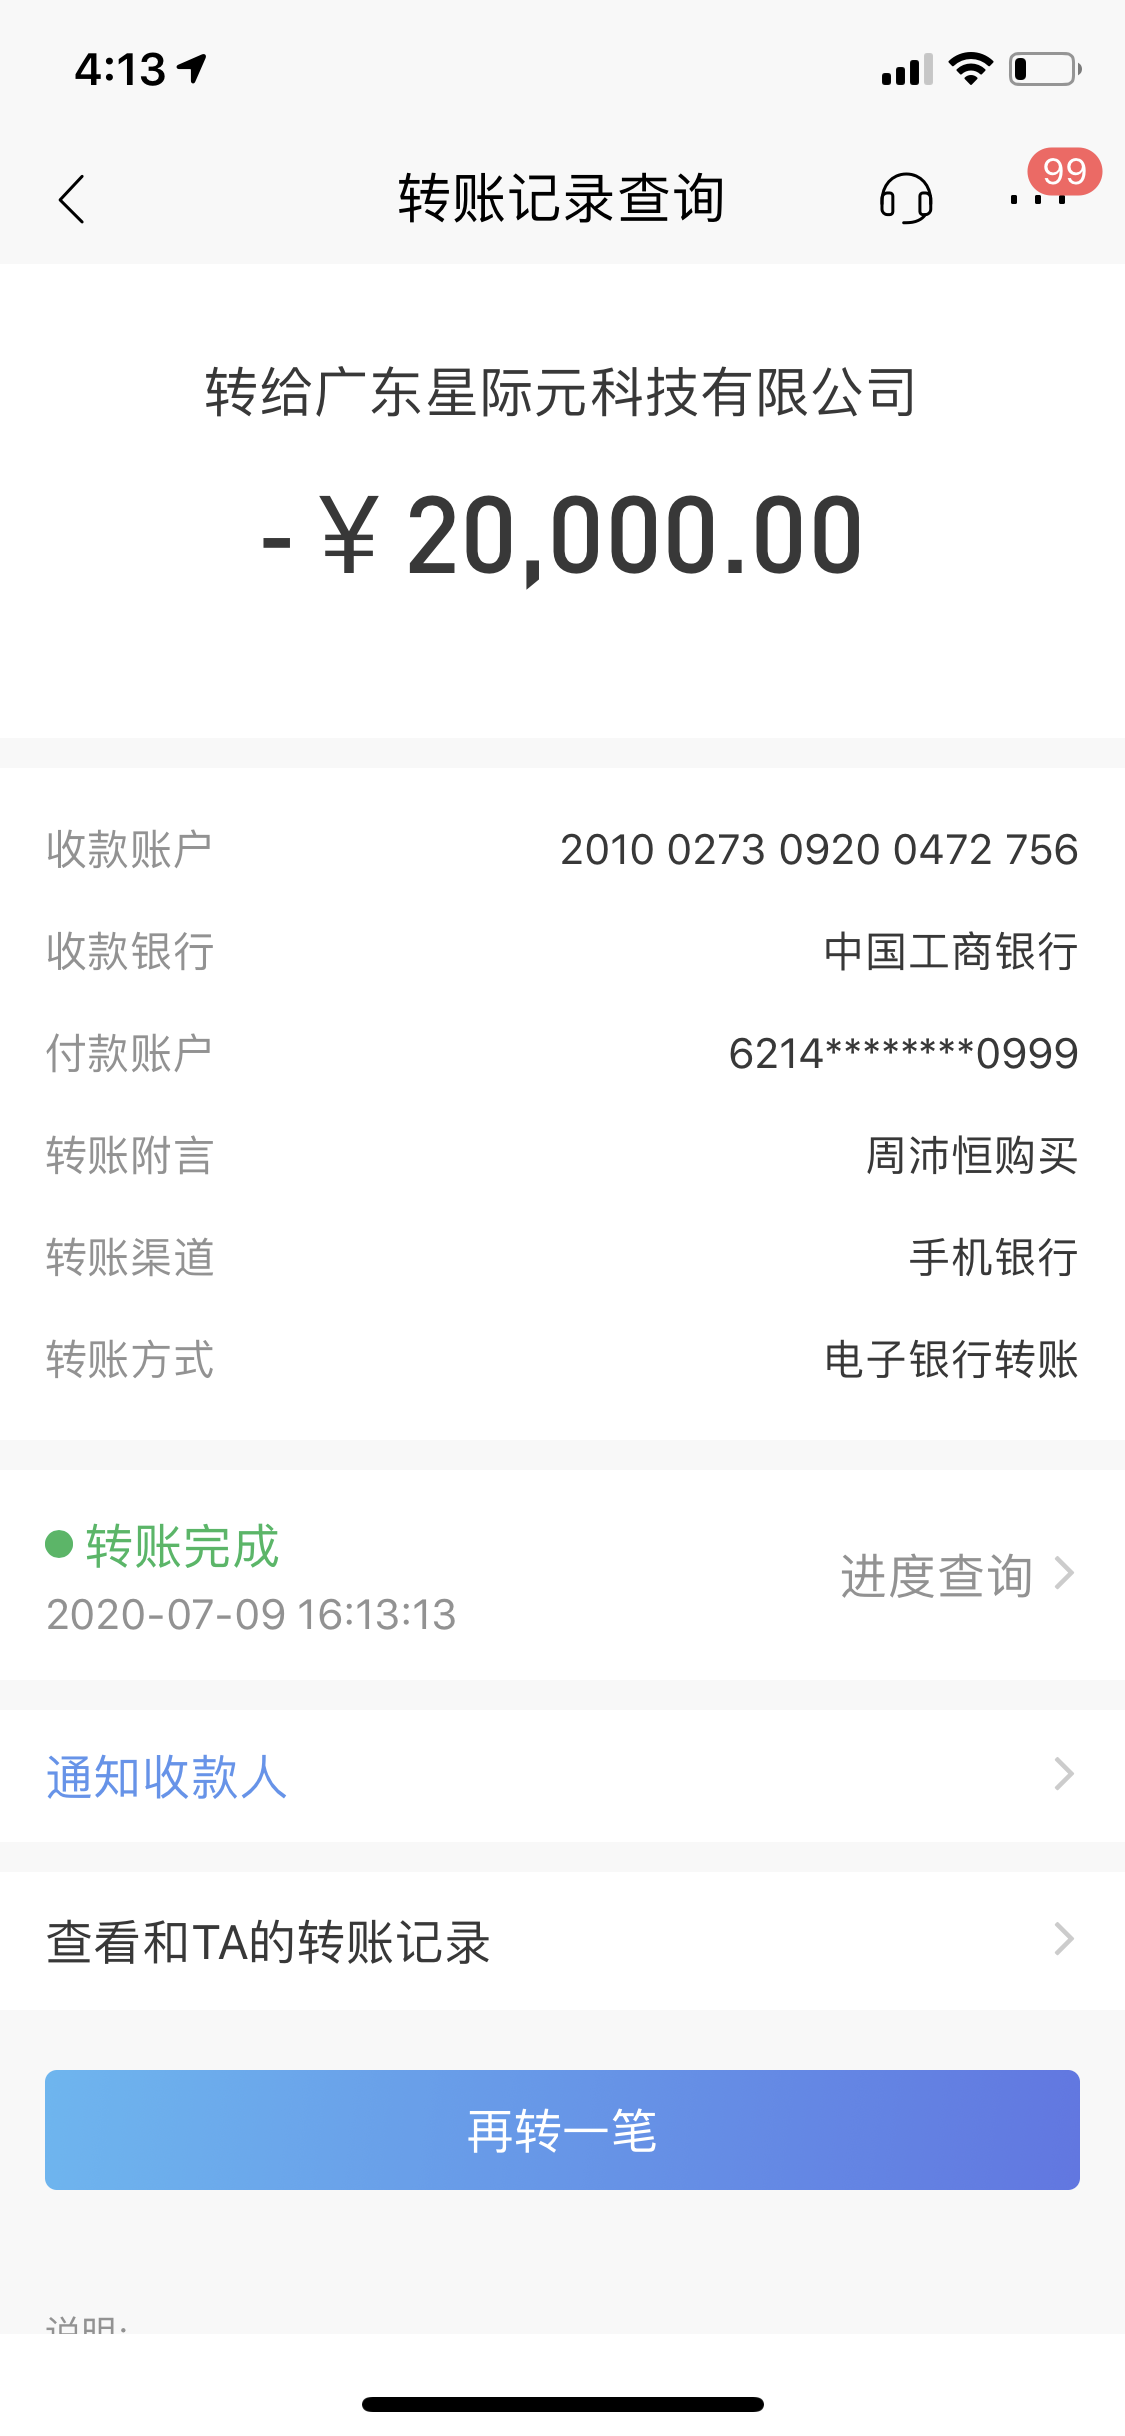 4:13
转账记录查询
99
转给广东星际元科技有限公司
-￥20,000.00
收款账户 2010 0273 0920 0472 756
收款银行 中国工商银行
付款账户 6214********0999
转账附言 周沛恒购买
转账渠道 手机银行
转账方式 电子银行转账
转账完成
2020-07-09 16:13:13
进度查询
通知收款人
查看和TA的转账记录
再转一笔
说明: